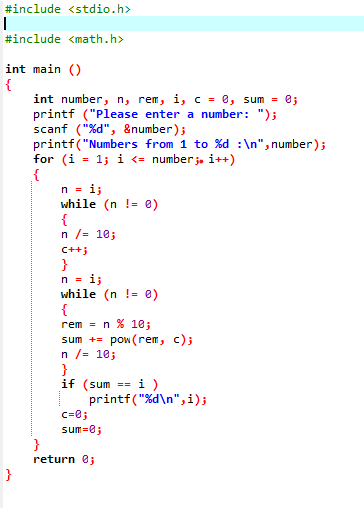 #include <stdio.h>
#include <math.h>
int main ()
{
int number, n, rem, i, c = 0, sum = 0;
printf ("Please enter a number: ");
scanf ("%d", &number);
printf("Numbers from 1 to %d :\n",number);
for (i = 1; i <= number; i++)
{
n = i;
while (n != 0)
{
n /= 10;
c++;
}
n = i;
while (n != 0)
{
rem = n % 10;
sum += pow(rem, c);
n /= 10;
}
if (sum == i )
printf("%d\n",i);
c=0;
sum=0;
}
return 0;
}